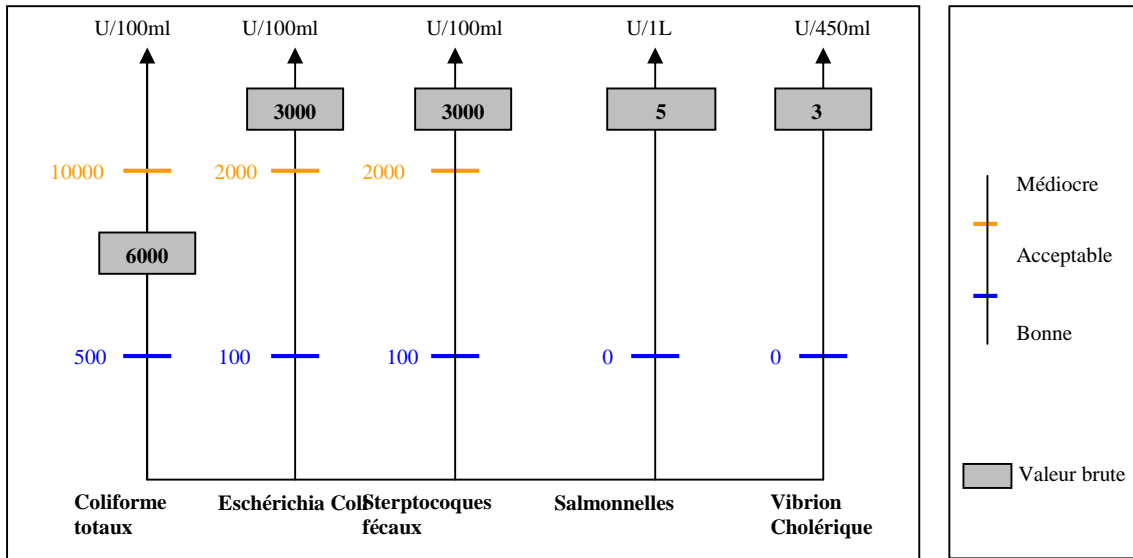 U/100ml U/100ml U/100ml U/1L U/450ml
3000 3000 5 3
10000 2000 2000
6000
500 100 100 0 0
Coliforme totaux
Eschérichia Coli
Sterptocoques fécaux
Salmonnelles
Vibrion Cholérique
Médiocre
Acceptable
Bonne
Valeur brute